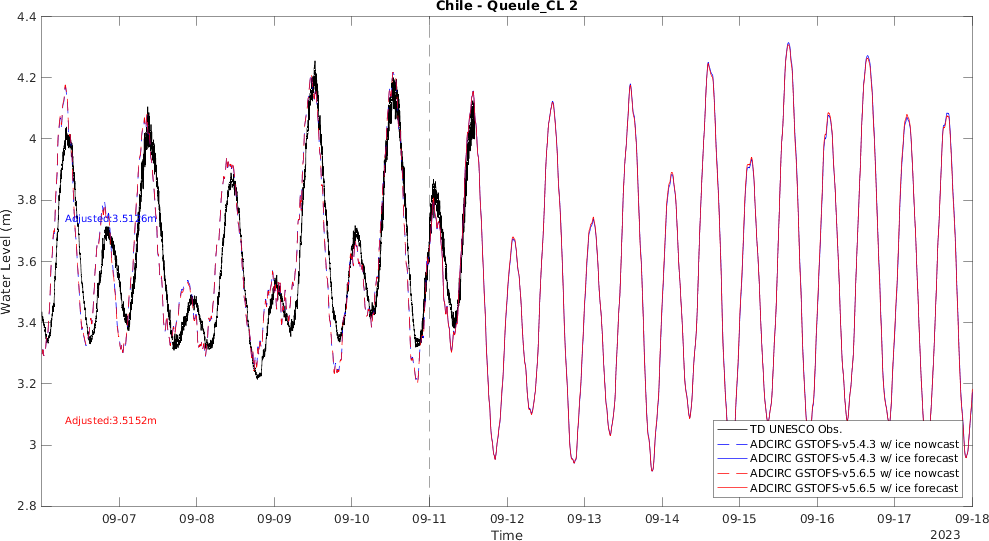 Chile - Queule_CL 2
4.4
4.2
4
3.8
3.6
3.4
3.2
3
2.8
Water Level (m)
Adjusted:3.5116m
Adjusted:3.5152m
TD UNESCO Obs.
ADCIRC GSTOFS-v5.4.3 w/ ice nowcast
ADCIRC GSTOFS-v5.4.3 w/ ice forecast
ADCIRC GSTOFS-v5.6.5 w/ ice nowcast
ADCIRC GSTOFS-v5.6.5 w/ ice forecast
09-07 09-08 09-09 09-10 09-11 09-12 09-13 09-14 09-15 09-16 09-17 09-18
Time
2023